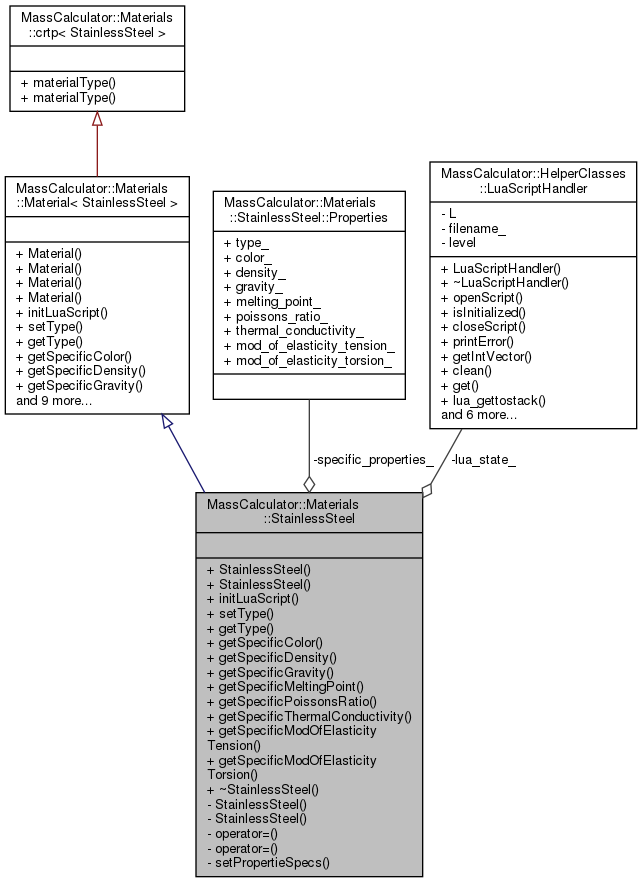 MassCalculator::Materials
::crtp< StainlessSteel >
+ materialType()
+ materialType()
MassCalculator::Materials
::Material< StainlessSteel >
+ Material()
+ Material()
+ Material()
+ Material()
+ initLuaScript()
+ setType()
+ getType()
+ getSpecificColor()
+ getSpecificDensity()
+ getSpecificGravity()
and 9 more...
MassCalculator::Materials
::StainlessSteel::Properties
+ type_
+ color_
+ density_
+ gravity_
+ melting_point_
+ poissons_ratio_
+ thermal_conductivity_
+ mod_of_elasticity_tension_
+ mod_of_elasticity_torsion_
MassCalculator::HelperClasses
::LuaScriptHandler
- L
- filename_
- level
+ LuaScriptHandler()
+ ~LuaScriptHandler()
+ openScript()
+ isInitialized()
+ closeScript()
+ printError()
+ getIntVector()
+ clean()
+ get()
+ lua_gettostack()
and 6 more...
-specific_properties_
-lua_state_
MassCalculator::Materials
::StainlessSteel
+ StainlessSteel()
+ StainlessSteel()
+ initLuaScript()
+ setType()
+ getType()
+ getSpecificColor()
+ getSpecificDensity()
+ getSpecificGravity()
+ getSpecificMeltingPoint()
+ getSpecificPoissonsRatio()
+ getSpecificThermalConductivity()
+ getSpecificModOfElasticity
Tension()
+ getSpecificModOfElasticity
Torsion()
+ ~StainlessSteel()
- StainlessSteel()
- StainlessSteel()
- operator=()
- operator=()
- setPropertieSpecs()